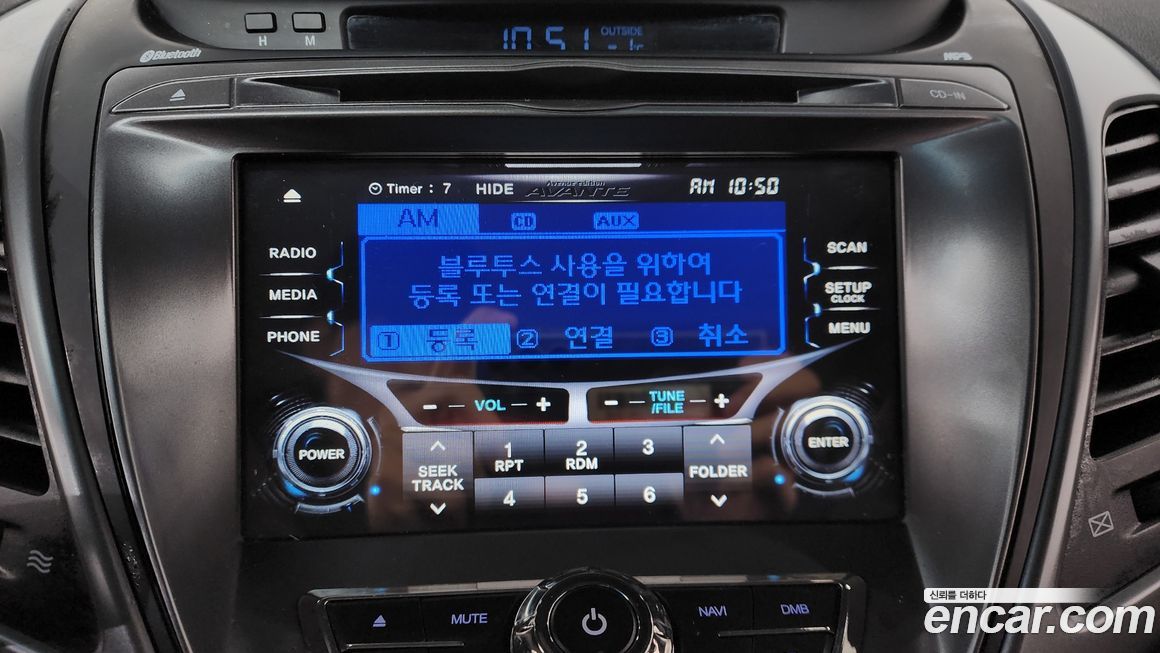 H M
OUTSIDE
10:51
Bluetooth
MP3
CD-IN
Timer : 7 HIDE Avenue edition AM 10:50
AVANTE
AM CD AUX
RADIO
MEDIA
PHONE
블루투스 사용을 위하여
등록 또는 연결이 필요합니다
① 등록 ② 연결 ③ 취소
SCAN
SETUP
CLOCK
MENU
- VOL +
- TUNE +
/FILE
POWER
SEEK
TRACK
1 2 3
RPT RDM
4 5 6
FOLDER
ENTER
MUTE
NAVI
DMB
신뢰를 더하다
encar.com